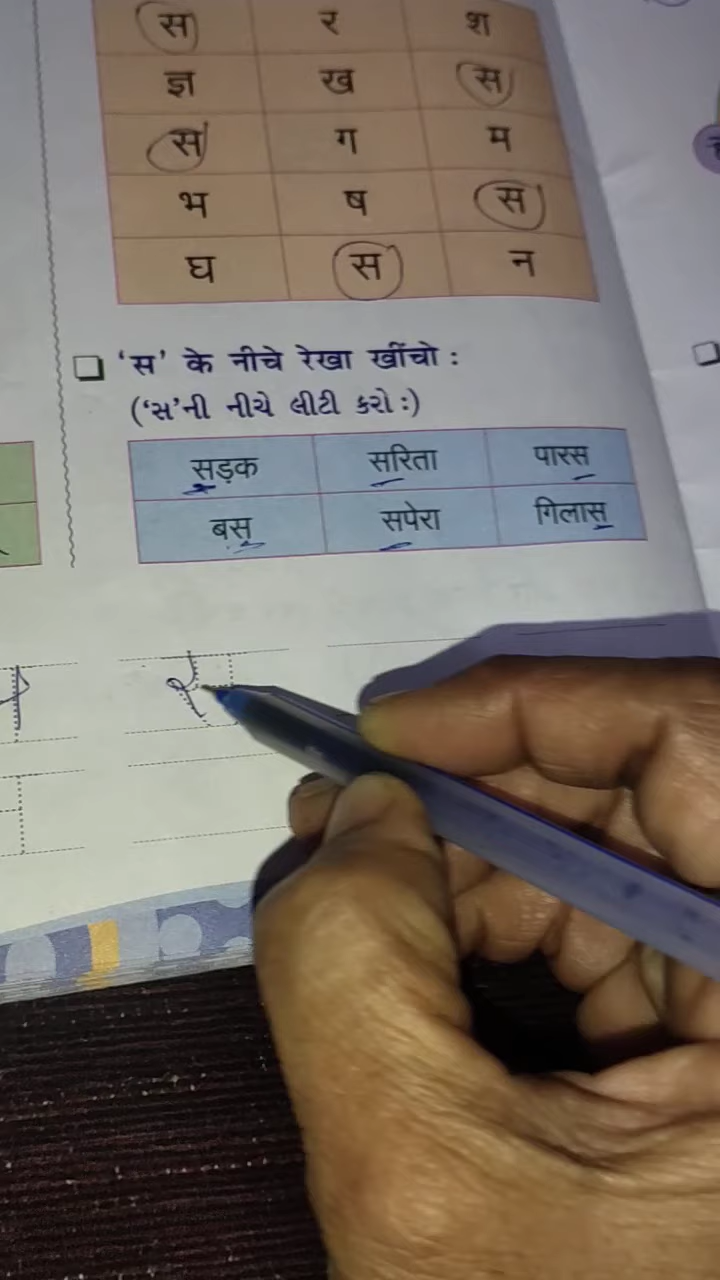 स र श
ज्ञ ख स
स ग म
भ ष स
घ स न
'स' के नीचे रेखा खींचो :
('સ'ની નીચે લીટી કરો :)
सड़क सरिता पारस
बस सपेरा गिलास